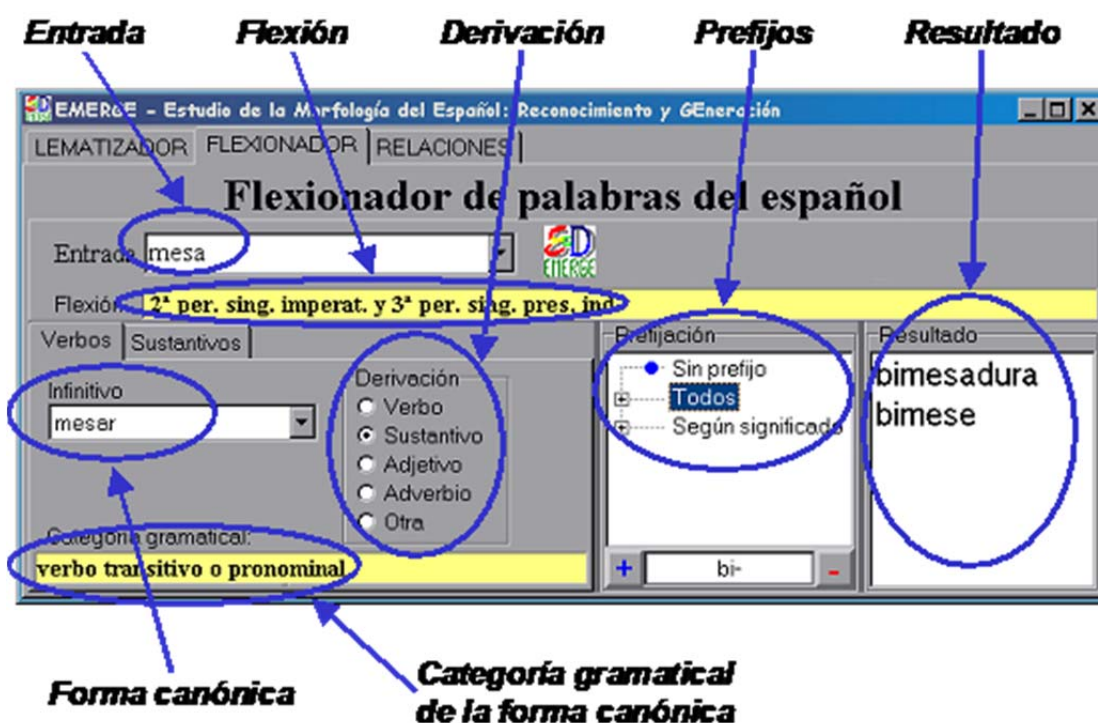 Entrada Flexión Derivación Prefijos Resultado
EMERGE - Estudio de la Morfología del Español: Reconocimiento y GEneración
LEMATIZADOR FLEXIONADOR RELACIONES
Flexionador de palabras del español
Entrada mesa
EMERGE
Flexión: 2ª per. sing. imperat. y 3ª per. sing. pres. ind
Verbos Sustantivos
Infinitivo
mesar
Derivación
Verbo
Sustantivo
Adjetivo
Adverbio
Otra
Categoría gramatical:
verbo transitivo o pronominal
Prefijación
Sin prefijo
Todos
Según significado
+ bi- -
Resultado
bimesadura
bimese
Forma canónica
Categoría gramatical
de la forma canónica